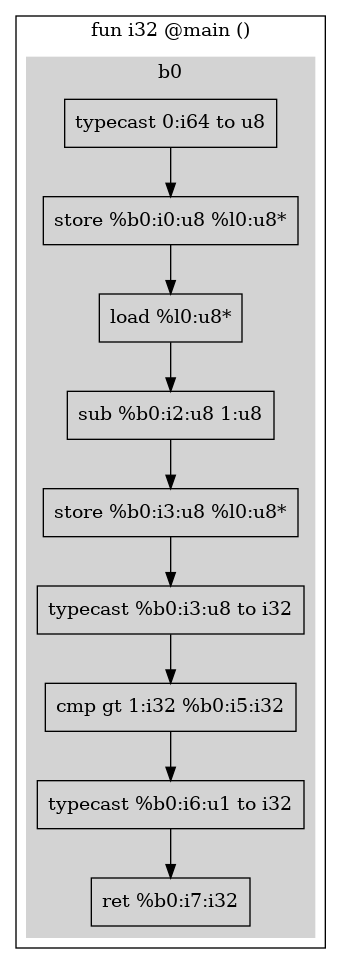 fun i32 @main ()
b0
typecast 0:i64 to u8
store %b0:i0:u8 %l0:u8*
load %l0:u8*
sub %b0:i2:u8 1:u8
store %b0:i3:u8 %l0:u8*
typecast %b0:i3:u8 to i32
cmp gt 1:i32 %b0:i5:i32
typecast %b0:i6:u1 to i32
ret %b0:i7:i32